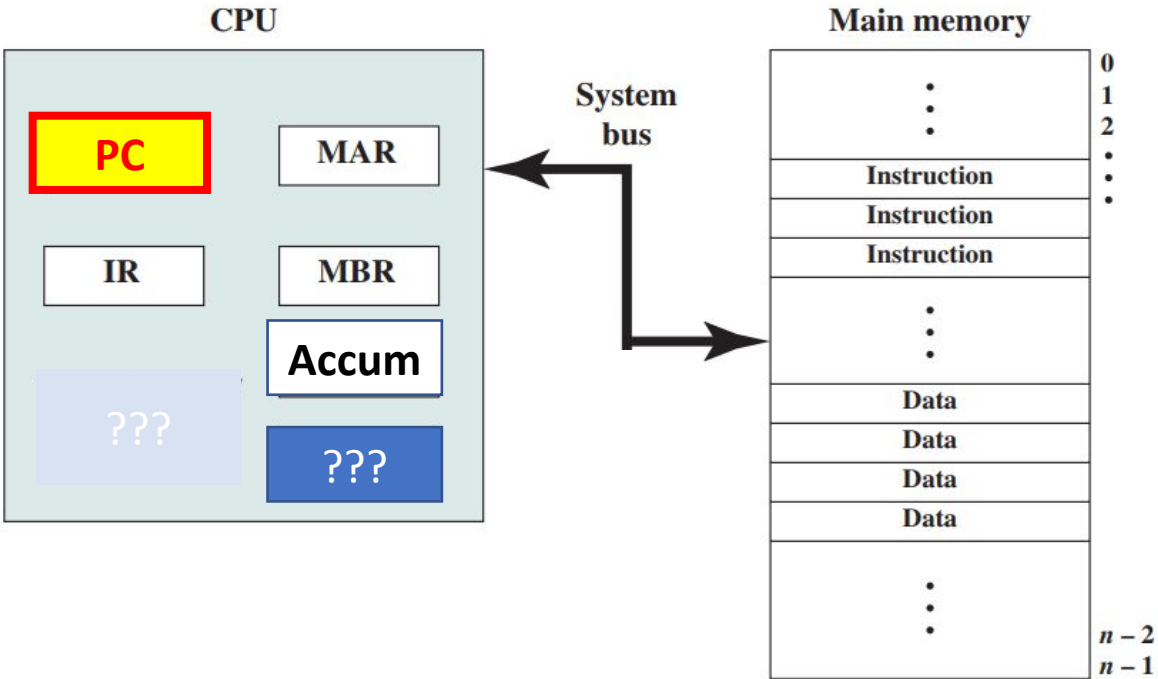 CPU
PC
MAR
IR
MBR
Accum
???
???
System
bus
Main memory
0
1
2
Instruction
Instruction
Instruction
Data
Data
Data
Data
n – 2
n – 1